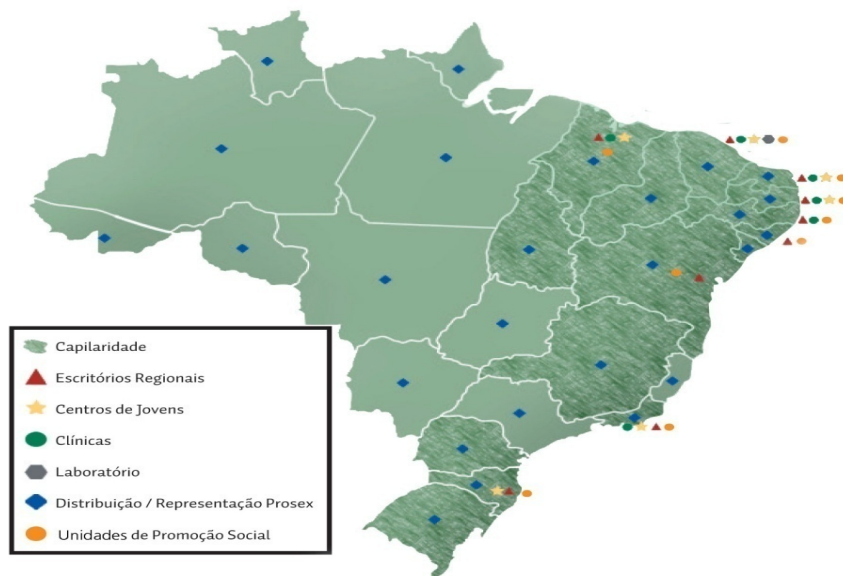 Capilaridade
Escritórios Regionais
Centros de Jovens
Clínicas
Laboratório
Distribuição / Representação Prosex
Unidades de Promoção Social